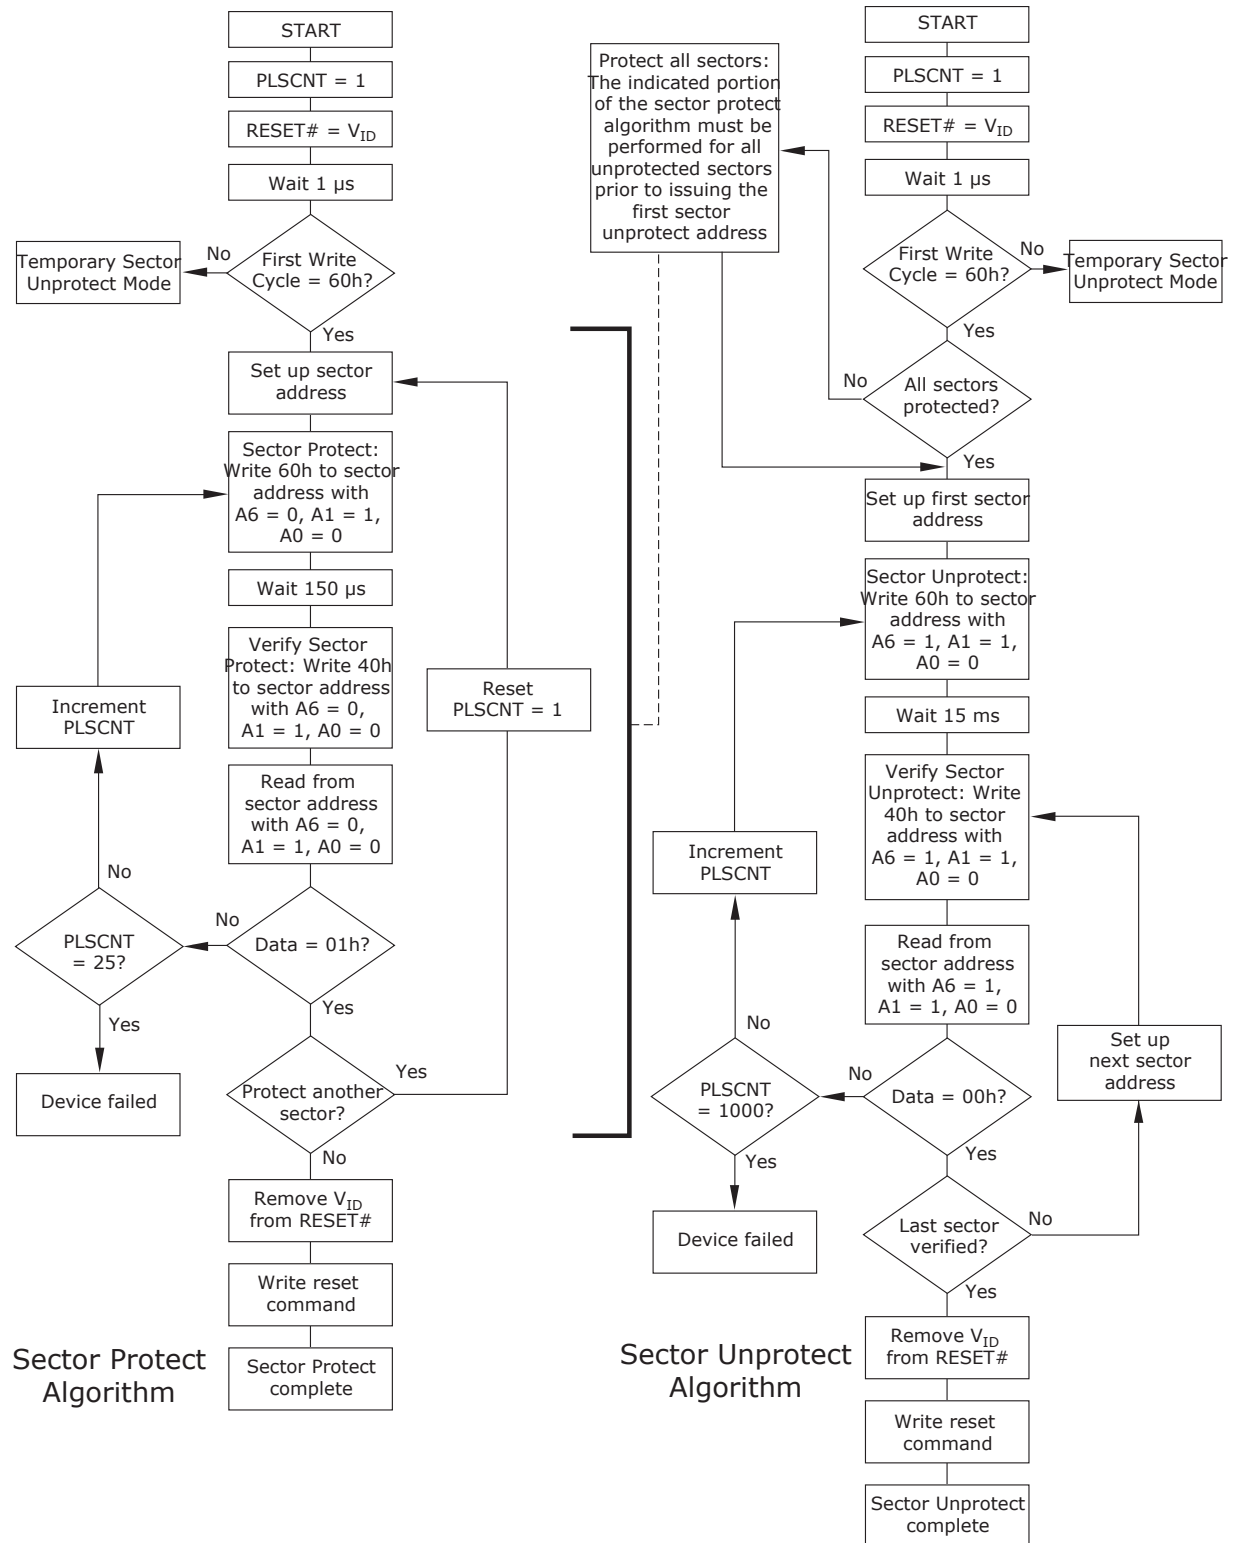 START
PLSCNT = 1
RESET# = VID
Wait 1 µs
First Write
Cycle = 60h?
No
Temporary Sector
Unprotect Mode
Yes
Set up sector
address
Sector Protect:
Write 60h to sector
address with
A6 = 0, A1 = 1,
A0 = 0
Wait 150 µs
Verify Sector
Protect: Write 40h
to sector address
with A6 = 0,
A1 = 1, A0 = 0
Read from
sector address
with A6 = 0,
A1 = 1, A0 = 0
Data = 01h?
No
PLSCNT
= 25?
No
Increment
PLSCNT
Yes
Device failed
Yes
Protect another
sector?
Yes
Reset
PLSCNT = 1
No
Remove VID
from RESET#
Write reset
command
Sector Protect
complete
Sector Protect
Algorithm
Protect all sectors:
The indicated portion
of the sector protect
algorithm must be
performed for all
unprotected sectors
prior to issuing the
first sector
unprotect address
START
PLSCNT = 1
RESET# = VID
Wait 1 µs
First Write
Cycle = 60h?
No
Temporary Sector
Unprotect Mode
Yes
All sectors
protected?
No
Yes
Set up first sector
address
Sector Unprotect:
Write 60h to sector
address with
A6 = 1, A1 = 1,
A0 = 0
Wait 15 ms
Verify Sector
Unprotect: Write
40h to sector
address with
A6 = 1, A1 = 1,
A0 = 0
Read from
sector address
with A6 = 1,
A1 = 1, A0 = 0
Data = 00h?
No
PLSCNT
= 1000?
No
Increment
PLSCNT
Yes
Device failed
Yes
Last sector
verified?
No
Set up
next sector
address
Yes
Remove VID
from RESET#
Write reset
command
Sector Unprotect
complete
Sector Unprotect
Algorithm